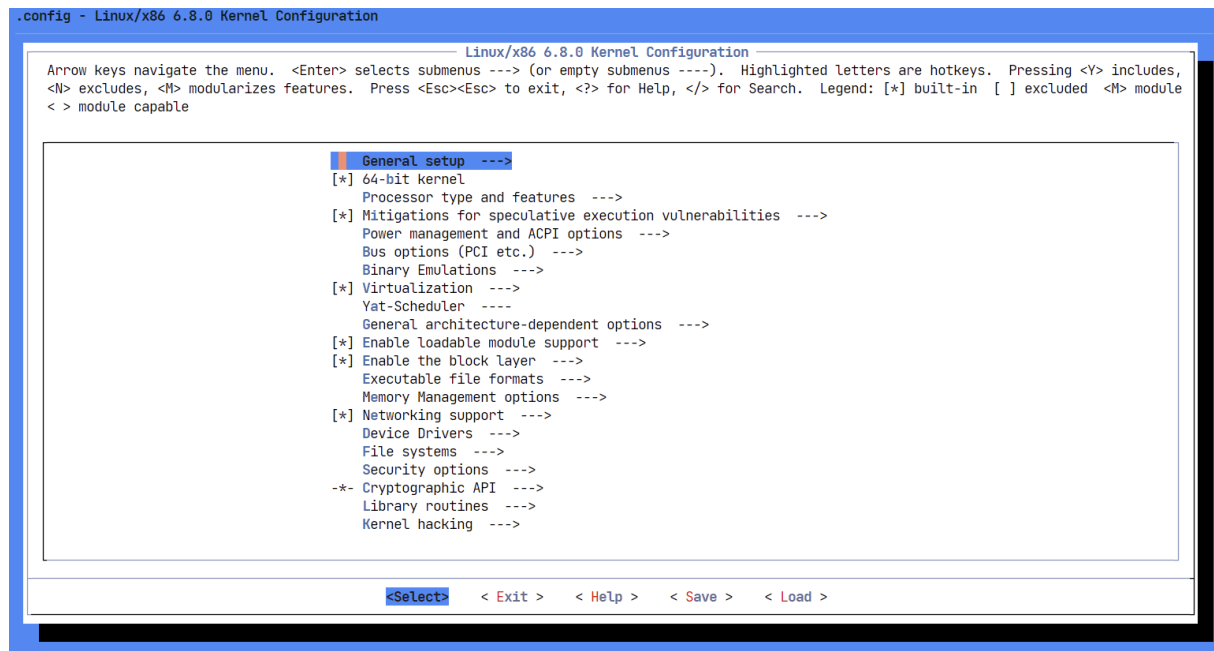 .config - Linux/x86 6.8.0 Kernel Configuration
Linux/x86 6.8.0 Kernel Configuration
Arrow keys navigate the menu.  <Enter> selects submenus ---> (or empty submenus ----).  Highlighted letters are hotkeys.  Pressing <Y> includes,
<N> excludes, <M> modularizes features.  Press <Esc><Esc> to exit, <?> for Help, </> for Search.  Legend: [*] built-in  [ ] excluded  <M> module
< > module capable
General setup  --->
[*] 64-bit kernel
Processor type and features  --->
[*] Mitigations for speculative execution vulnerabilities  --->
Power management and ACPI options  --->
Bus options (PCI etc.)  --->
Binary Emulations  --->
[*] Virtualization  --->
Yat-Scheduler  ----
General architecture-dependent options  --->
[*] Enable loadable module support  --->
[*] Enable the block layer  --->
Executable file formats  --->
Memory Management options  --->
[*] Networking support  --->
Device Drivers  --->
File systems  --->
Security options  --->
-*- Cryptographic API  --->
Library routines  --->
Kernel hacking  --->
<Select>    < Exit >    < Help >    < Save >    < Load >